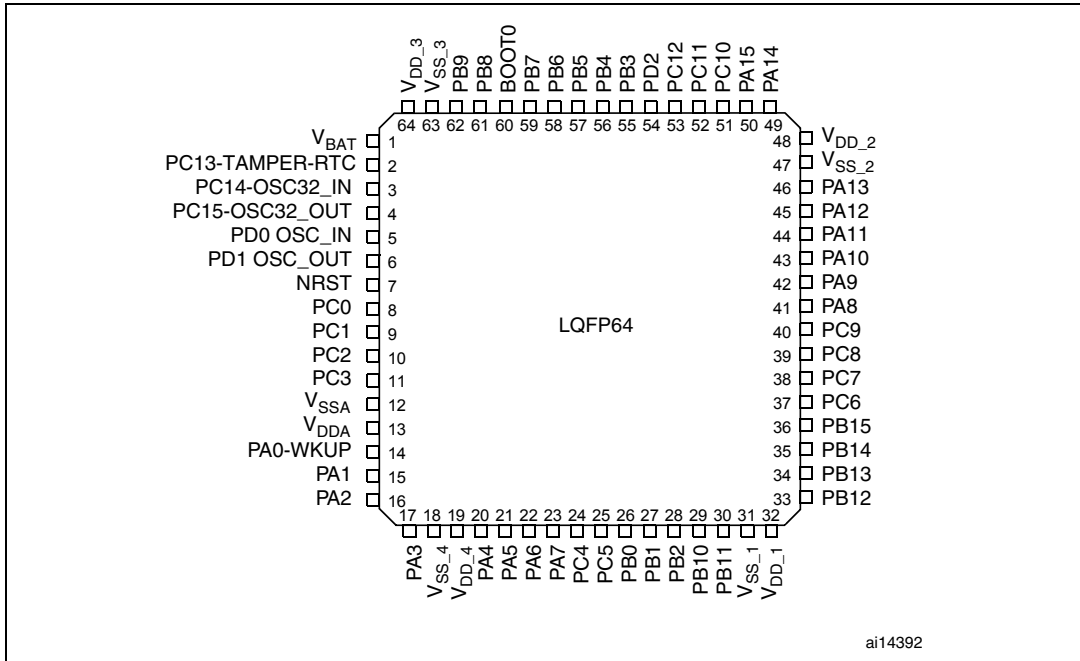 VDD_3
VSS_3
PB9
PB8
BOOT0
PB7
PB6
PB5
PB4
PB3
PD2
PC12
PC11
PC10
PA15
PA14
64 63 62 61 60 59 58 57 56 55 54 53 52 51 50 49
VBAT 1
PC13-TAMPER-RTC 2
PC14-OSC32_IN 3
PC15-OSC32_OUT 4
PD0 OSC_IN 5
PD1 OSC_OUT 6
NRST 7
PC0 8
PC1 9
PC2 10
PC3 11
VSSA 12
VDDA 13
PA0-WKUP 14
PA1 15
PA2 16
LQFP64
48 VDD_2
47 VSS_2
46 PA13
45 PA12
44 PA11
43 PA10
42 PA9
41 PA8
40 PC9
39 PC8
38 PC7
37 PC6
36 PB15
35 PB14
34 PB13
33 PB12
17 18 19 20 21 22 23 24 25 26 27 28 29 30 31 32
PA3
VSS_4
VDD_4
PA4
PA5
PA6
PA7
PC4
PC5
PB0
PB1
PB2
PB10
PB11
VSS_1
VDD_1
ai14392